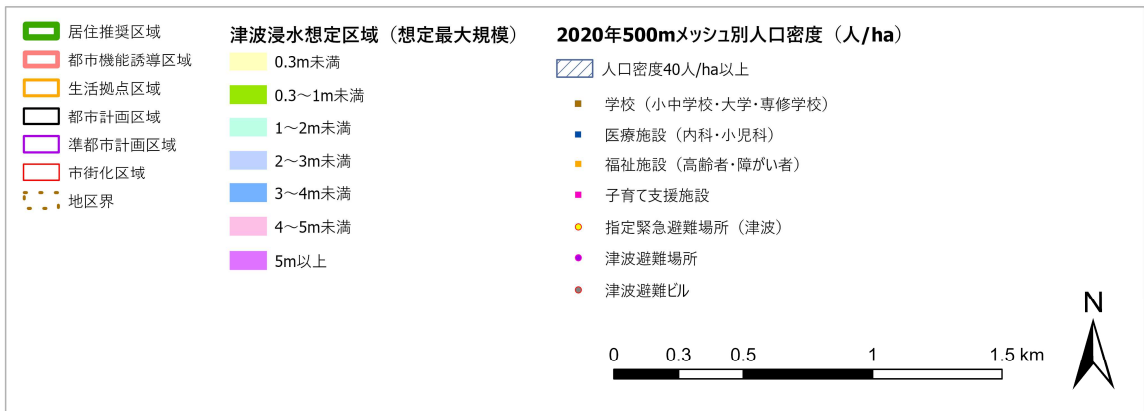 居住推奨区域
都市機能誘導区域
生活拠点区域
都市計画区域
準都市計画区域
市街化区域
地区界
津波浸水想定区域（想定最大規模）
0.3m未満
0.3～1m未満
1～2m未満
2～3m未満
3～4m未満
4～5m未満
5m以上
2020年500mメッシュ別人口密度（人/ha）
人口密度40人/ha以上
学校（小中学校・大学・専修学校）
医療施設（内科・小児科）
福祉施設（高齢者・障がい者）
子育て支援施設
指定緊急避難場所（津波）
津波避難場所
津波避難ビル
0 0.3 0.5 1 1.5 km
N